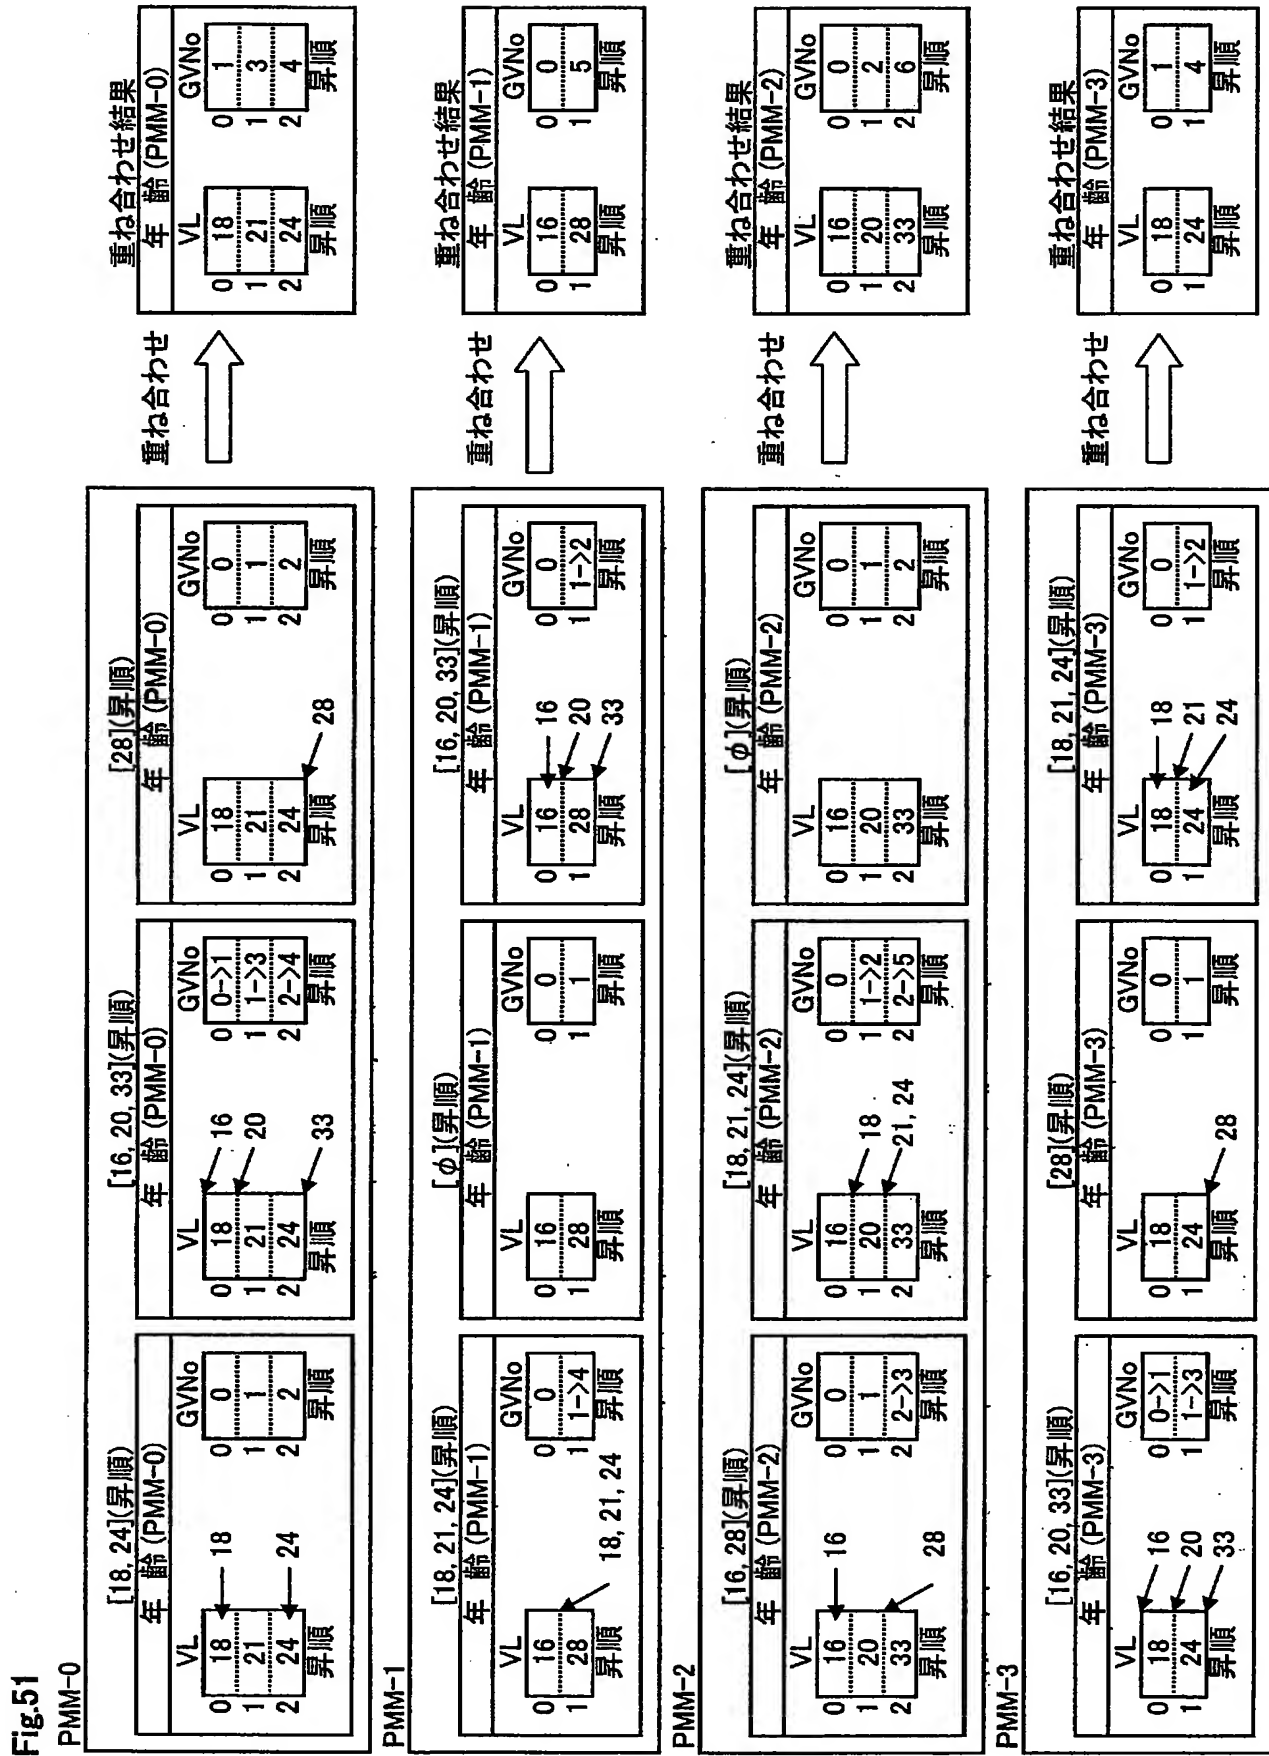 Fig.51
PMM-0
[18, 24](昇順)
年 齢 (PMM-0)
VL
GVNo
0 18
1 21
2 24
昇順
18
24
0 0
1 1
2 2
昇順
[16, 20, 33](昇順)
年 齢 (PMM-0)
VL
GVNo
0 18
1 21
2 24
昇順
16
20
33
0 0->1
1 1->3
2 2->4
昇順
[28](昇順)
年 齢 (PMM-0)
VL
GVNo
0 18
1 21
2 24
昇順
28
0 0
1 1
2 2
昇順
重ね合わせ
重ね合わせ結果
年 齢 (PMM-0)
VL
GVNo
0 18
1 21
2 24
昇順
0 1
1 3
2 4
昇順
PMM-1
[18, 21, 24](昇順)
年 齢 (PMM-1)
VL
GVNo
0 16
1 28
昇順
18, 21, 24
0 0
1 1->4
昇順
[φ](昇順)
年 齢 (PMM-1)
VL
GVNo
0 16
1 28
昇順
0 0
1 1
昇順
[16, 20, 33](昇順)
年 齢 (PMM-1)
VL
GVNo
0 16
1 28
昇順
16
20
33
0 0
1 1->2
昇順
重ね合わせ
重ね合わせ結果
年 齢 (PMM-1)
VL
GVNo
0 16
1 28
昇順
0 0
1 5
昇順
PMM-2
[16, 28](昇順)
年 齢 (PMM-2)
VL
GVNo
0 16
1 20
2 33
昇順
16
28
0 0
1 1
2 2->3
昇順
[18, 21, 24](昇順)
年 齢 (PMM-2)
VL
GVNo
0 16
1 20
2 33
昇順
18
21, 24
0 0
1 1->2
2 2->5
昇順
[φ](昇順)
年 齢 (PMM-2)
VL
GVNo
0 16
1 20
2 33
昇順
0 0
1 1
2 2
昇順
重ね合わせ
重ね合わせ結果
年 齢 (PMM-2)
VL
GVNo
0 16
1 20
2 33
昇順
0 0
1 2
2 6
昇順
PMM-3
[16, 20, 33](昇順)
年 齢 (PMM-3)
VL
GVNo
0 18
1 24
昇順
16
20
33
0 0->1
1 1->3
昇順
[28](昇順)
年 齢 (PMM-3)
VL
GVNo
0 18
1 24
昇順
28
0 0
1 1
昇順
[18, 21, 24](昇順)
年 齢 (PMM-3)
VL
GVNo
0 18
1 24
昇順
18
21
24
0 0
1 1->2
昇順
重ね合わせ
重ね合わせ結果
年 齢 (PMM-3)
VL
GVNo
0 18
1 24
昇順
0 1
1 4
昇順